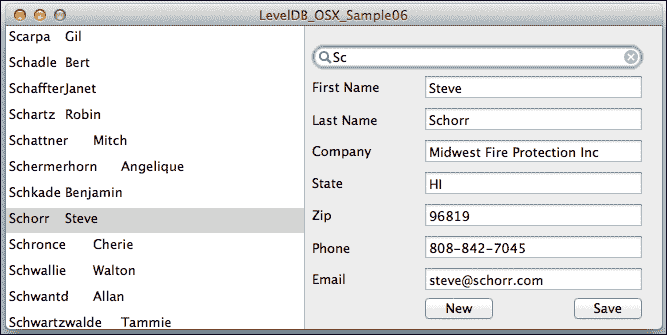 LevelDB_OSX_Sample06
Scarpa Gil
Schadle Bert
SchaffterJanet
Schartz Robin
Schattner Mitch
Schermerhorn Angelique
Schkade Benjamin
Schorr Steve
Schronce Cherie
Schwallie Walton
Schwantd Allan
Schwartzwalde Tammie
Sc
First Name Steve
Last Name Schorr
Company Midwest Fire Protection Inc
State HI
Zip 96819
Phone 808-842-7045
Email steve@schorr.com
New Save